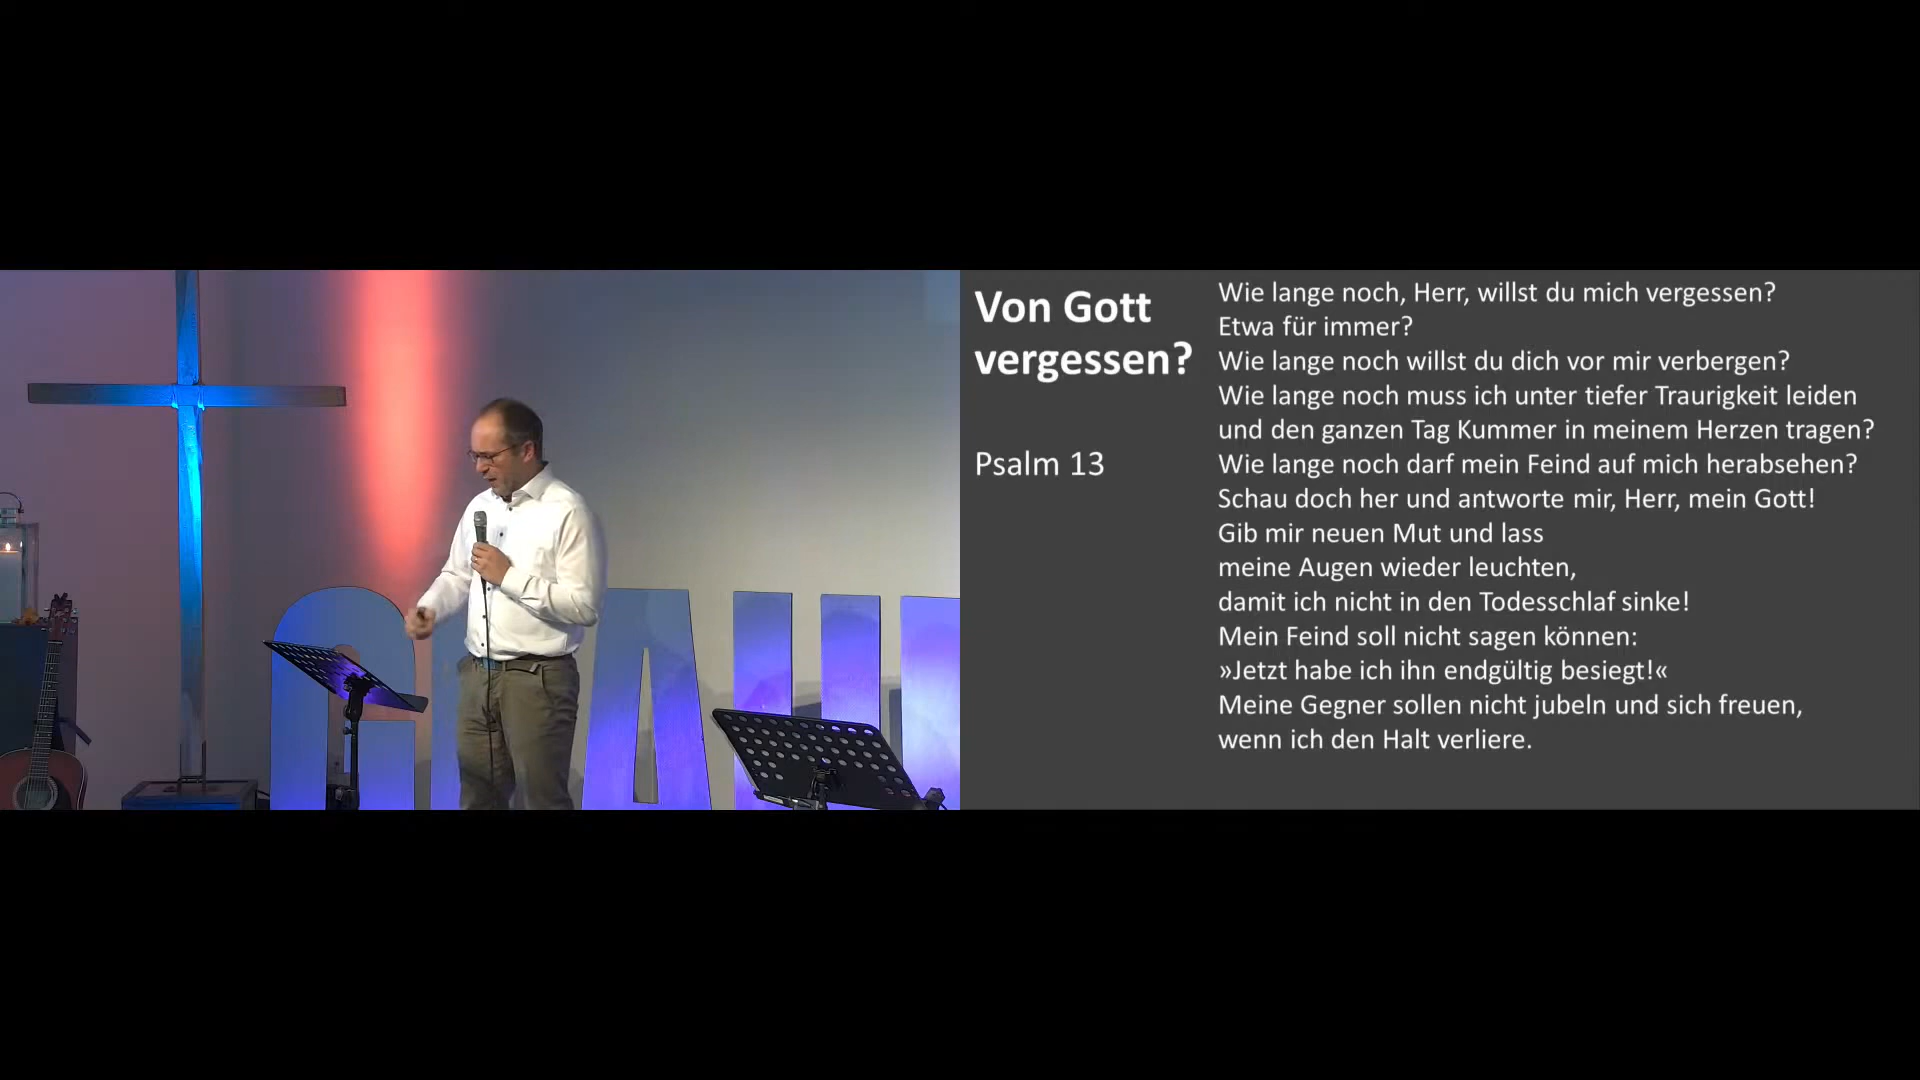 Von Gott
vergessen?
Psalm 13
Wie lange noch, Herr, willst du mich vergessen?
Etwa für immer?
Wie lange noch willst du dich vor mir verbergen?
Wie lange noch muss ich unter tiefer Traurigkeit leiden
und den ganzen Tag Kummer in meinem Herzen tragen?
Wie lange noch darf mein Feind auf mich herabsehen?
Schau doch her und antworte mir, Herr, mein Gott!
Gib mir neuen Mut und lass
meine Augen wieder leuchten,
damit ich nicht in den Todesschlaf sinke!
Mein Feind soll nicht sagen können:
»Jetzt habe ich ihn endgültig besiegt!«
Meine Gegner sollen nicht jubeln und sich freuen,
wenn ich den Halt verliere.